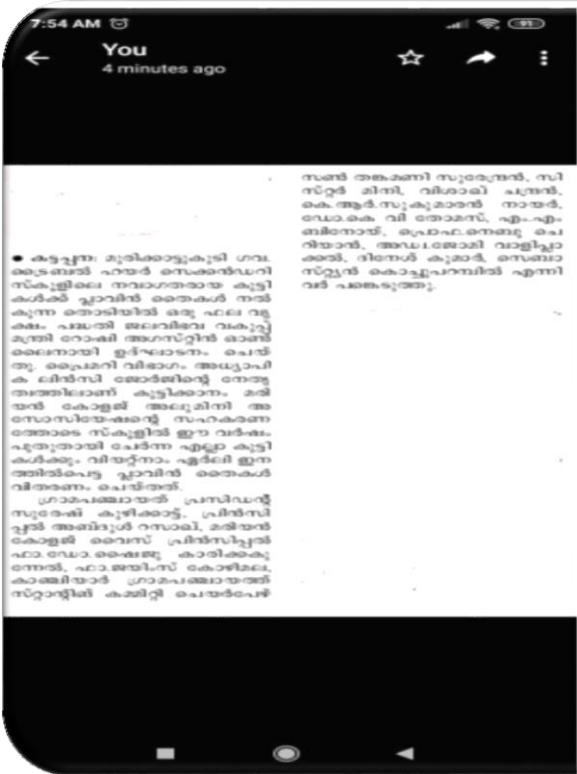 7:54 AM
91
You
4 minutes ago
● കട്ടപ്പന: മുരിക്കാട്ടുകുടി ഗവ.
ട്രൈബൽ ഹയർ സെക്കൻഡറി
സ്കൂളിലെ നവാഗതരായ കുട്ടി
കൾക്ക് പ്ലാവിൻ തൈകൾ നൽ
കുന്ന തൊടിയിൽ ഒരു ഫല വൃ
ക്ഷം പദ്ധതി ജലവിഭവ വകുപ്പ്
മന്ത്രി റോഷി അഗസ്റ്റിൻ ഓൺ
ലൈനായി ഉദ്ഘാടനം ചെയ്
തു. പ്രൈമറി വിഭാഗം അധ്യാപി
ക ലിൻസി ജോർജിന്റെ നേതൃ
ത്വത്തിലാണ് കുട്ടിക്കാനം മരി
യൻ കോളജ് അലുമിനി അ
സോസിയേഷന്റെ സഹകരണ
ത്തോടെ സ്കൂളിൽ ഈ വർഷം
പുതുതായി ചേർന്ന എല്ലാ കുട്ടി
കൾക്കും വിയറ്റ്നാം ഏർലി ഇന
ത്തിൽപെട്ട പ്ലാവിൻ തൈകൾ
വിതരണം ചെയ്തത്.
ഗ്രാമപഞ്ചായത് പ്രസിഡന്റ്
സുരേഷ് കുഴിക്കാട്ട്, പ്രിൻസി
പ്പൽ അബ്ദുൾ റസാഖ്, മരിയൻ
കോളജ് വൈസ് പ്രിൻസിപ്പൽ
ഫാ.ഡോ.ഷൈജു കാരിക്കകു
ന്നേൽ, ഫാ.ജയിംസ് കോഴിമല,
കാഞ്ചിയാർ ഗ്രാമപഞ്ചായത്ത്
സ്റ്റാന്റിങ് കമ്മിറ്റി ചെയർപേഴ്
സൺ തങ്കമണി സുരേന്ദ്രൻ, സി
സ്റ്റർ മിനി, വിശാഖ് ചന്ദ്രൻ,
കെ.ആർ.സുകുമാരൻ നായർ,
ഡോ.കെ വി തോമസ്, എം.എം
ബിനോയ്, പ്രൊഫ.നെബു ചെ
റിയാൻ, അഡ്വ.ജോമി വാളിപ്ലാ
ക്കൽ, ദിനേശ് കുമാർ, സെബാ
സ്റ്റ്യൻ കൊച്ചുപറമ്പിൽ എന്നി
വർ പങ്കെടുത്തു.